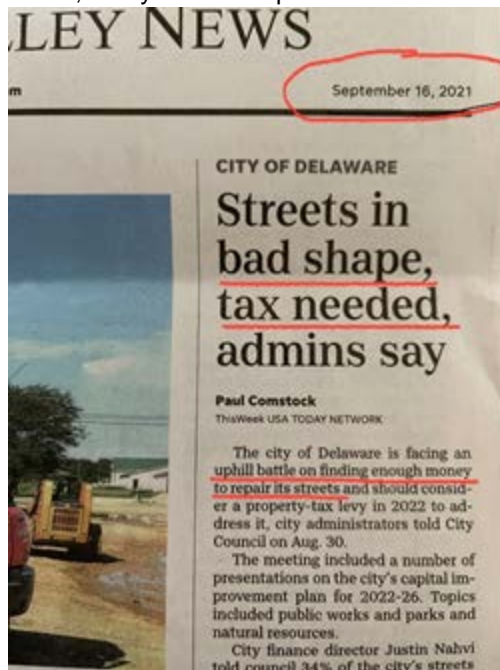 LLEY NEWS
m
September 16, 2021
CITY OF DELAWARE
Streets in
bad shape,
tax needed,
admins say
Paul Comstock
ThisWeek USA TODAY NETWORK
The city of Delaware is facing an
uphill battle on finding enough money
to repair its streets and should consid-
er a property-tax levy in 2022 to ad-
dress it, city administrators told City
Council on Aug. 30.
The meeting included a number of
presentations on the city's capital im-
provement plan for 2022-26. Topics
included public works and parks and
natural resources.
City finance director Justin Nahvi
told council 34% of the city's streets